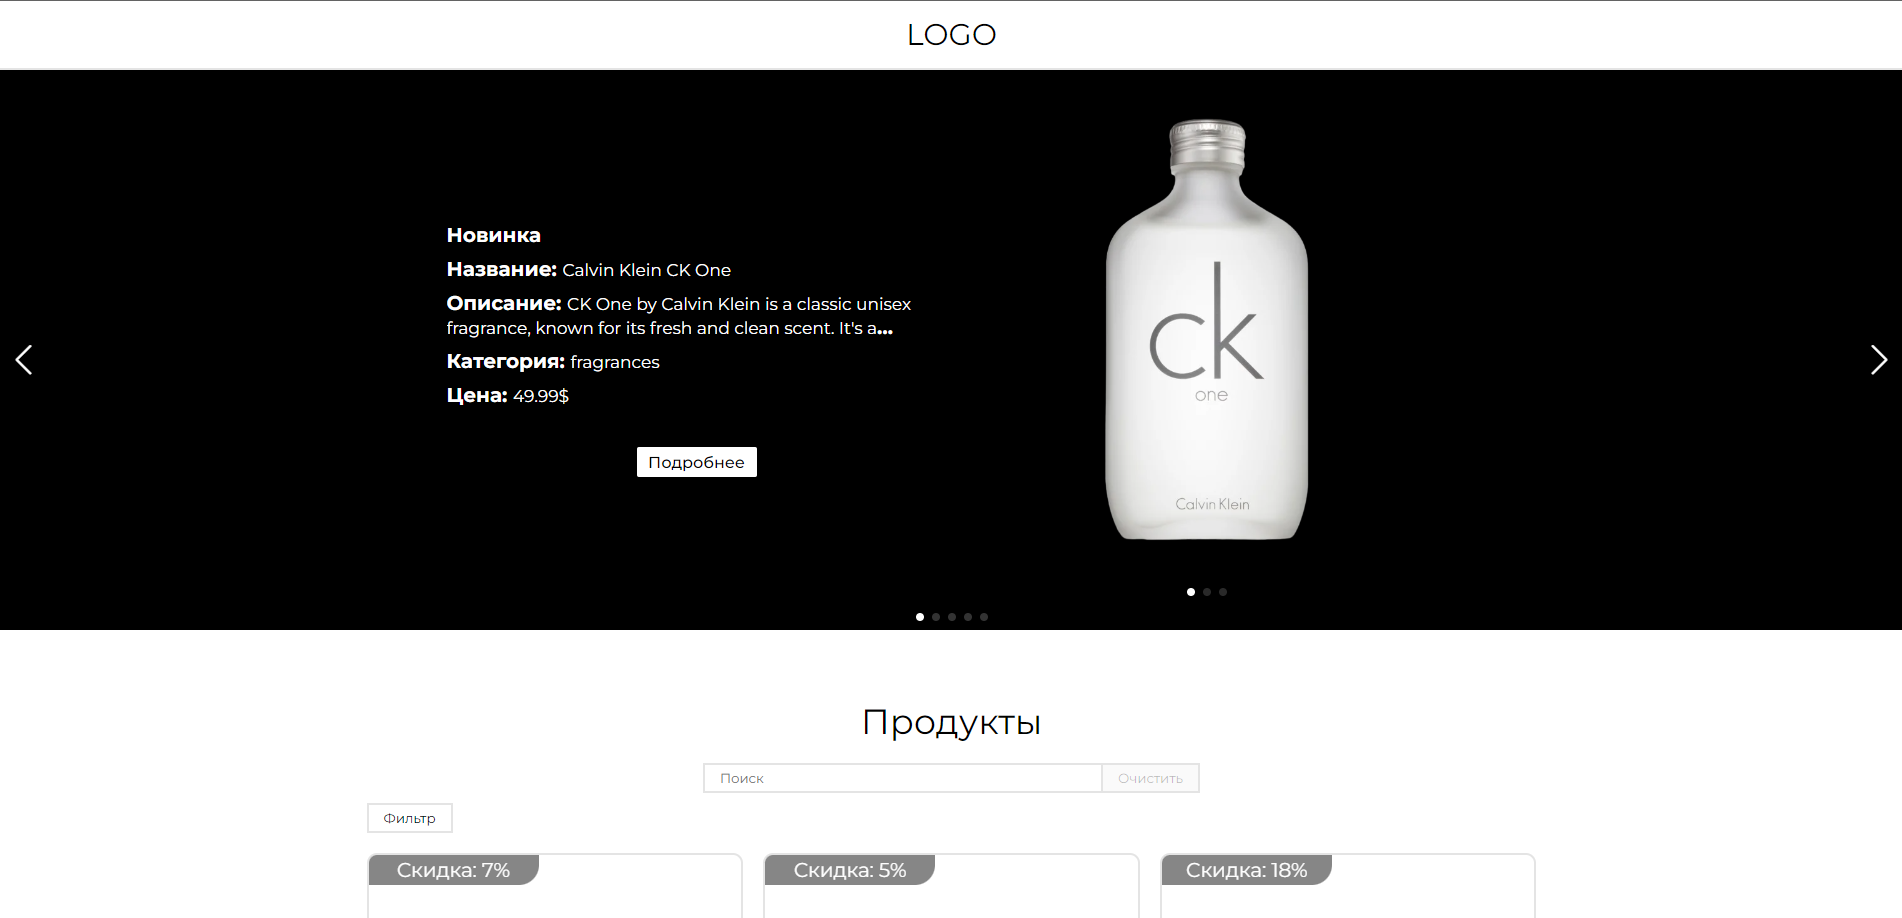 LOGO
Новинка
Название: Calvin Klein CK One
Описание: CK One by Calvin Klein is a classic unisex
fragrance, known for its fresh and clean scent. It's a...
Категория: fragrances
Цена: 49.99$
Подробнее
ck
one
Calvin Klein
Продукты
Поиск
Очистить
Фильтр
Скидка: 7%
Скидка: 5%
Скидка: 18%